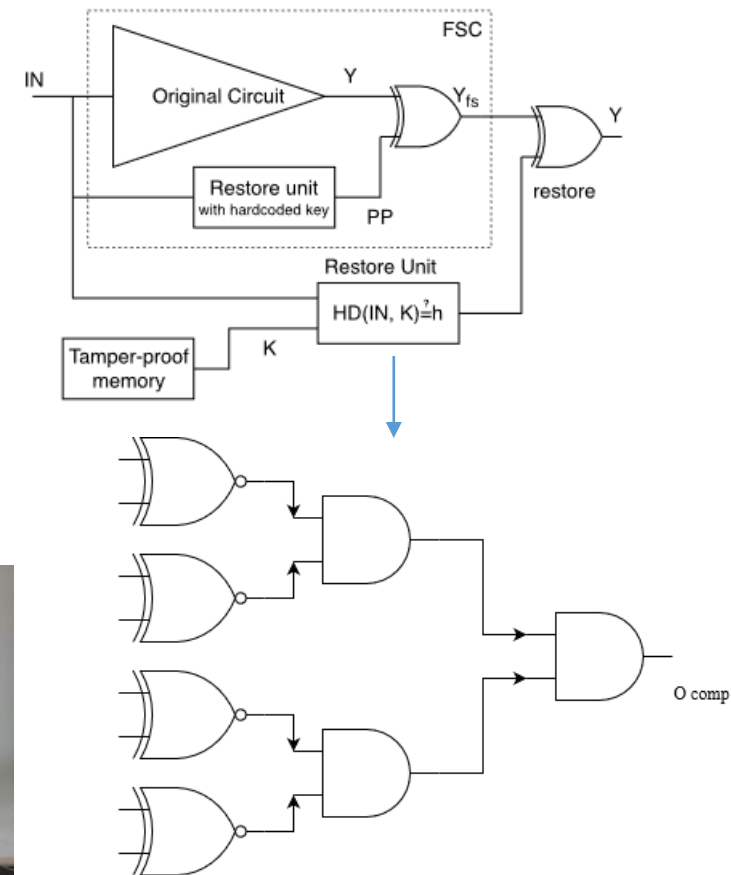 FSC
IN
Original Circuit
Y
Yfs
Y
Restore unit
with hardcoded key
PP
restore
Restore Unit
HD(IN, K)≟h
K
Tamper-proof
memory
O comp